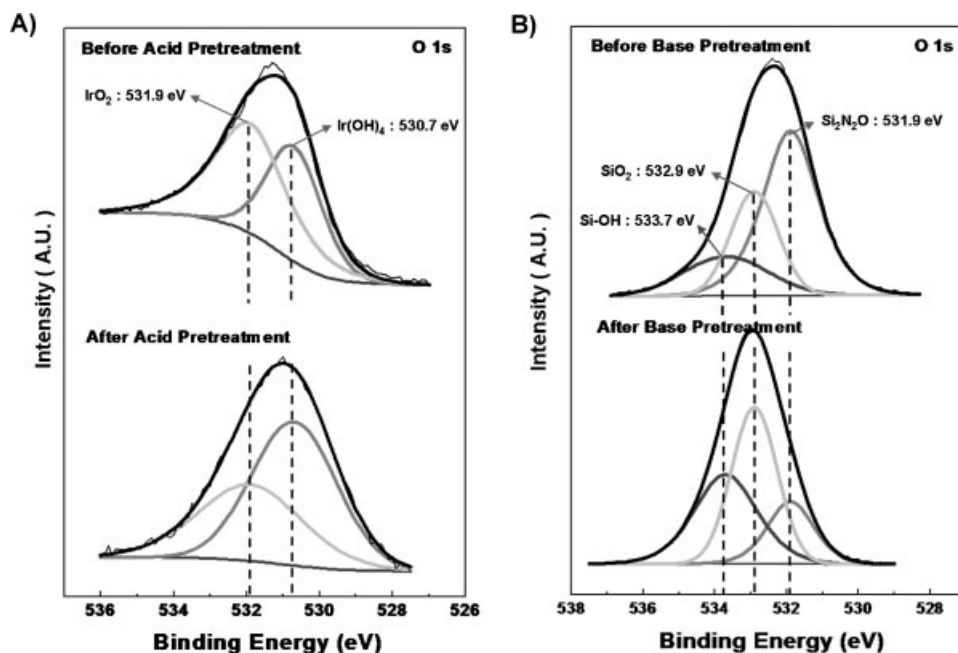 A)
Before Acid Pretreatment
O 1s
IrO2 : 531.9 eV
Ir(OH)4 : 530.7 eV
After Acid Pretreatment
Intensity ( A.U. )
536 534 532 530 528 526
Binding Energy (eV)
B)
Before Base Pretreatment
O 1s
Si2N2O : 531.9 eV
SiO2 : 532.9 eV
Si-OH : 533.7 eV
After Base Pretreatment
Intensity ( A.U. )
538 536 534 532 530 528
Binding Energy (eV)